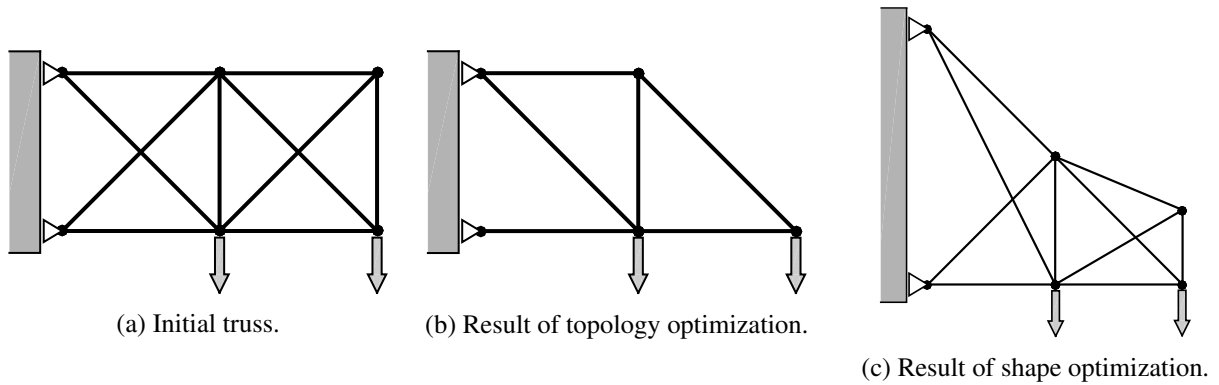 (a) Initial truss.
(b) Result of topology optimization.
(c) Result of shape optimization.